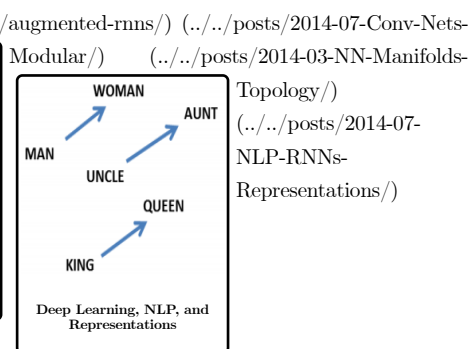 /augmented-rnns/) (../../posts/2014-07-Conv-Nets-
Modular/) (../../posts/2014-03-NN-Manifolds-
Topology/)
(../../posts/2014-07-
NLP-RNNs-
Representations/)
WOMAN
AUNT
MAN
UNCLE
QUEEN
KING
Deep Learning, NLP, and
Representations